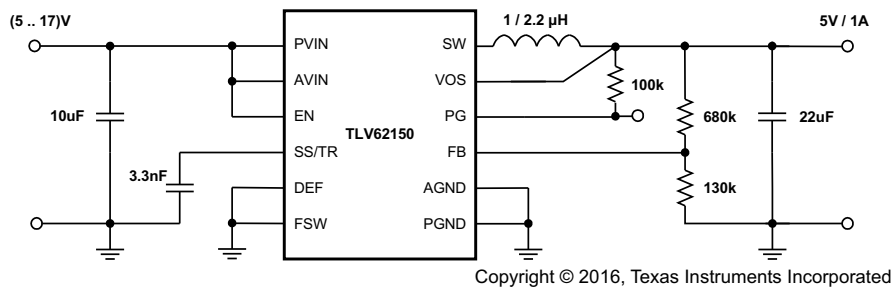 (5 .. 17)V
1 / 2.2 µH
5V / 1A
PVIN
SW
AVIN
VOS
100k
10uF
EN
PG
680k
22uF
TLV62150
SS/TR
FB
3.3nF
DEF
AGND
130k
FSW
PGND
Copyright © 2016, Texas Instruments Incorporated